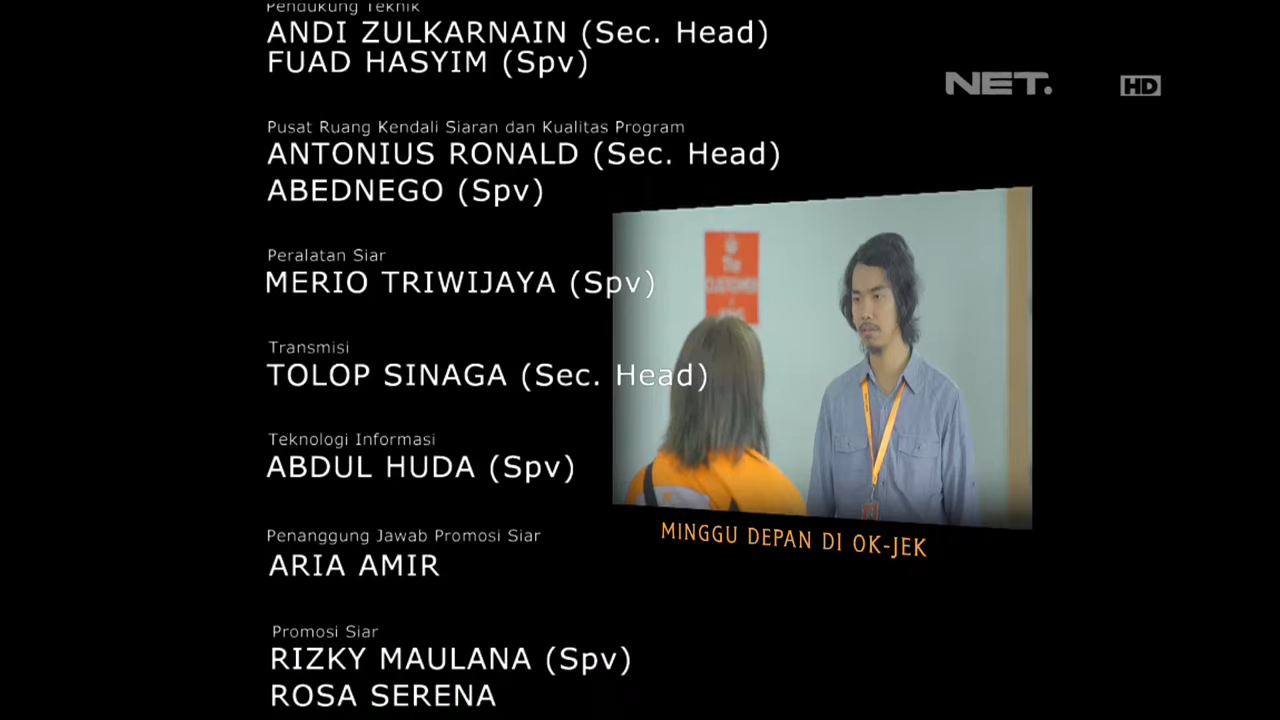 Pendukung Teknik
ANDI ZULKARNAIN (Sec. Head)
FUAD HASYIM (Spv)
NET.
HD
Pusat Ruang Kendali Siaran dan Kualitas Program
ANTONIUS RONALD (Sec. Head)
ABEDNEGO (Spv)
Peralatan Siar
MERIO TRIWIJAYA (Spv)
The
CUSTOMER
Transmisi
TOLOP SINAGA (Sec. Head)
Teknologi Informasi
ABDUL HUDA (Spv)
Penanggung Jawab Promosi Siar
ARIA AMIR
MINGGU DEPAN DI OK-JEK
Promosi Siar
RIZKY MAULANA (Spv)
ROSA SERENA